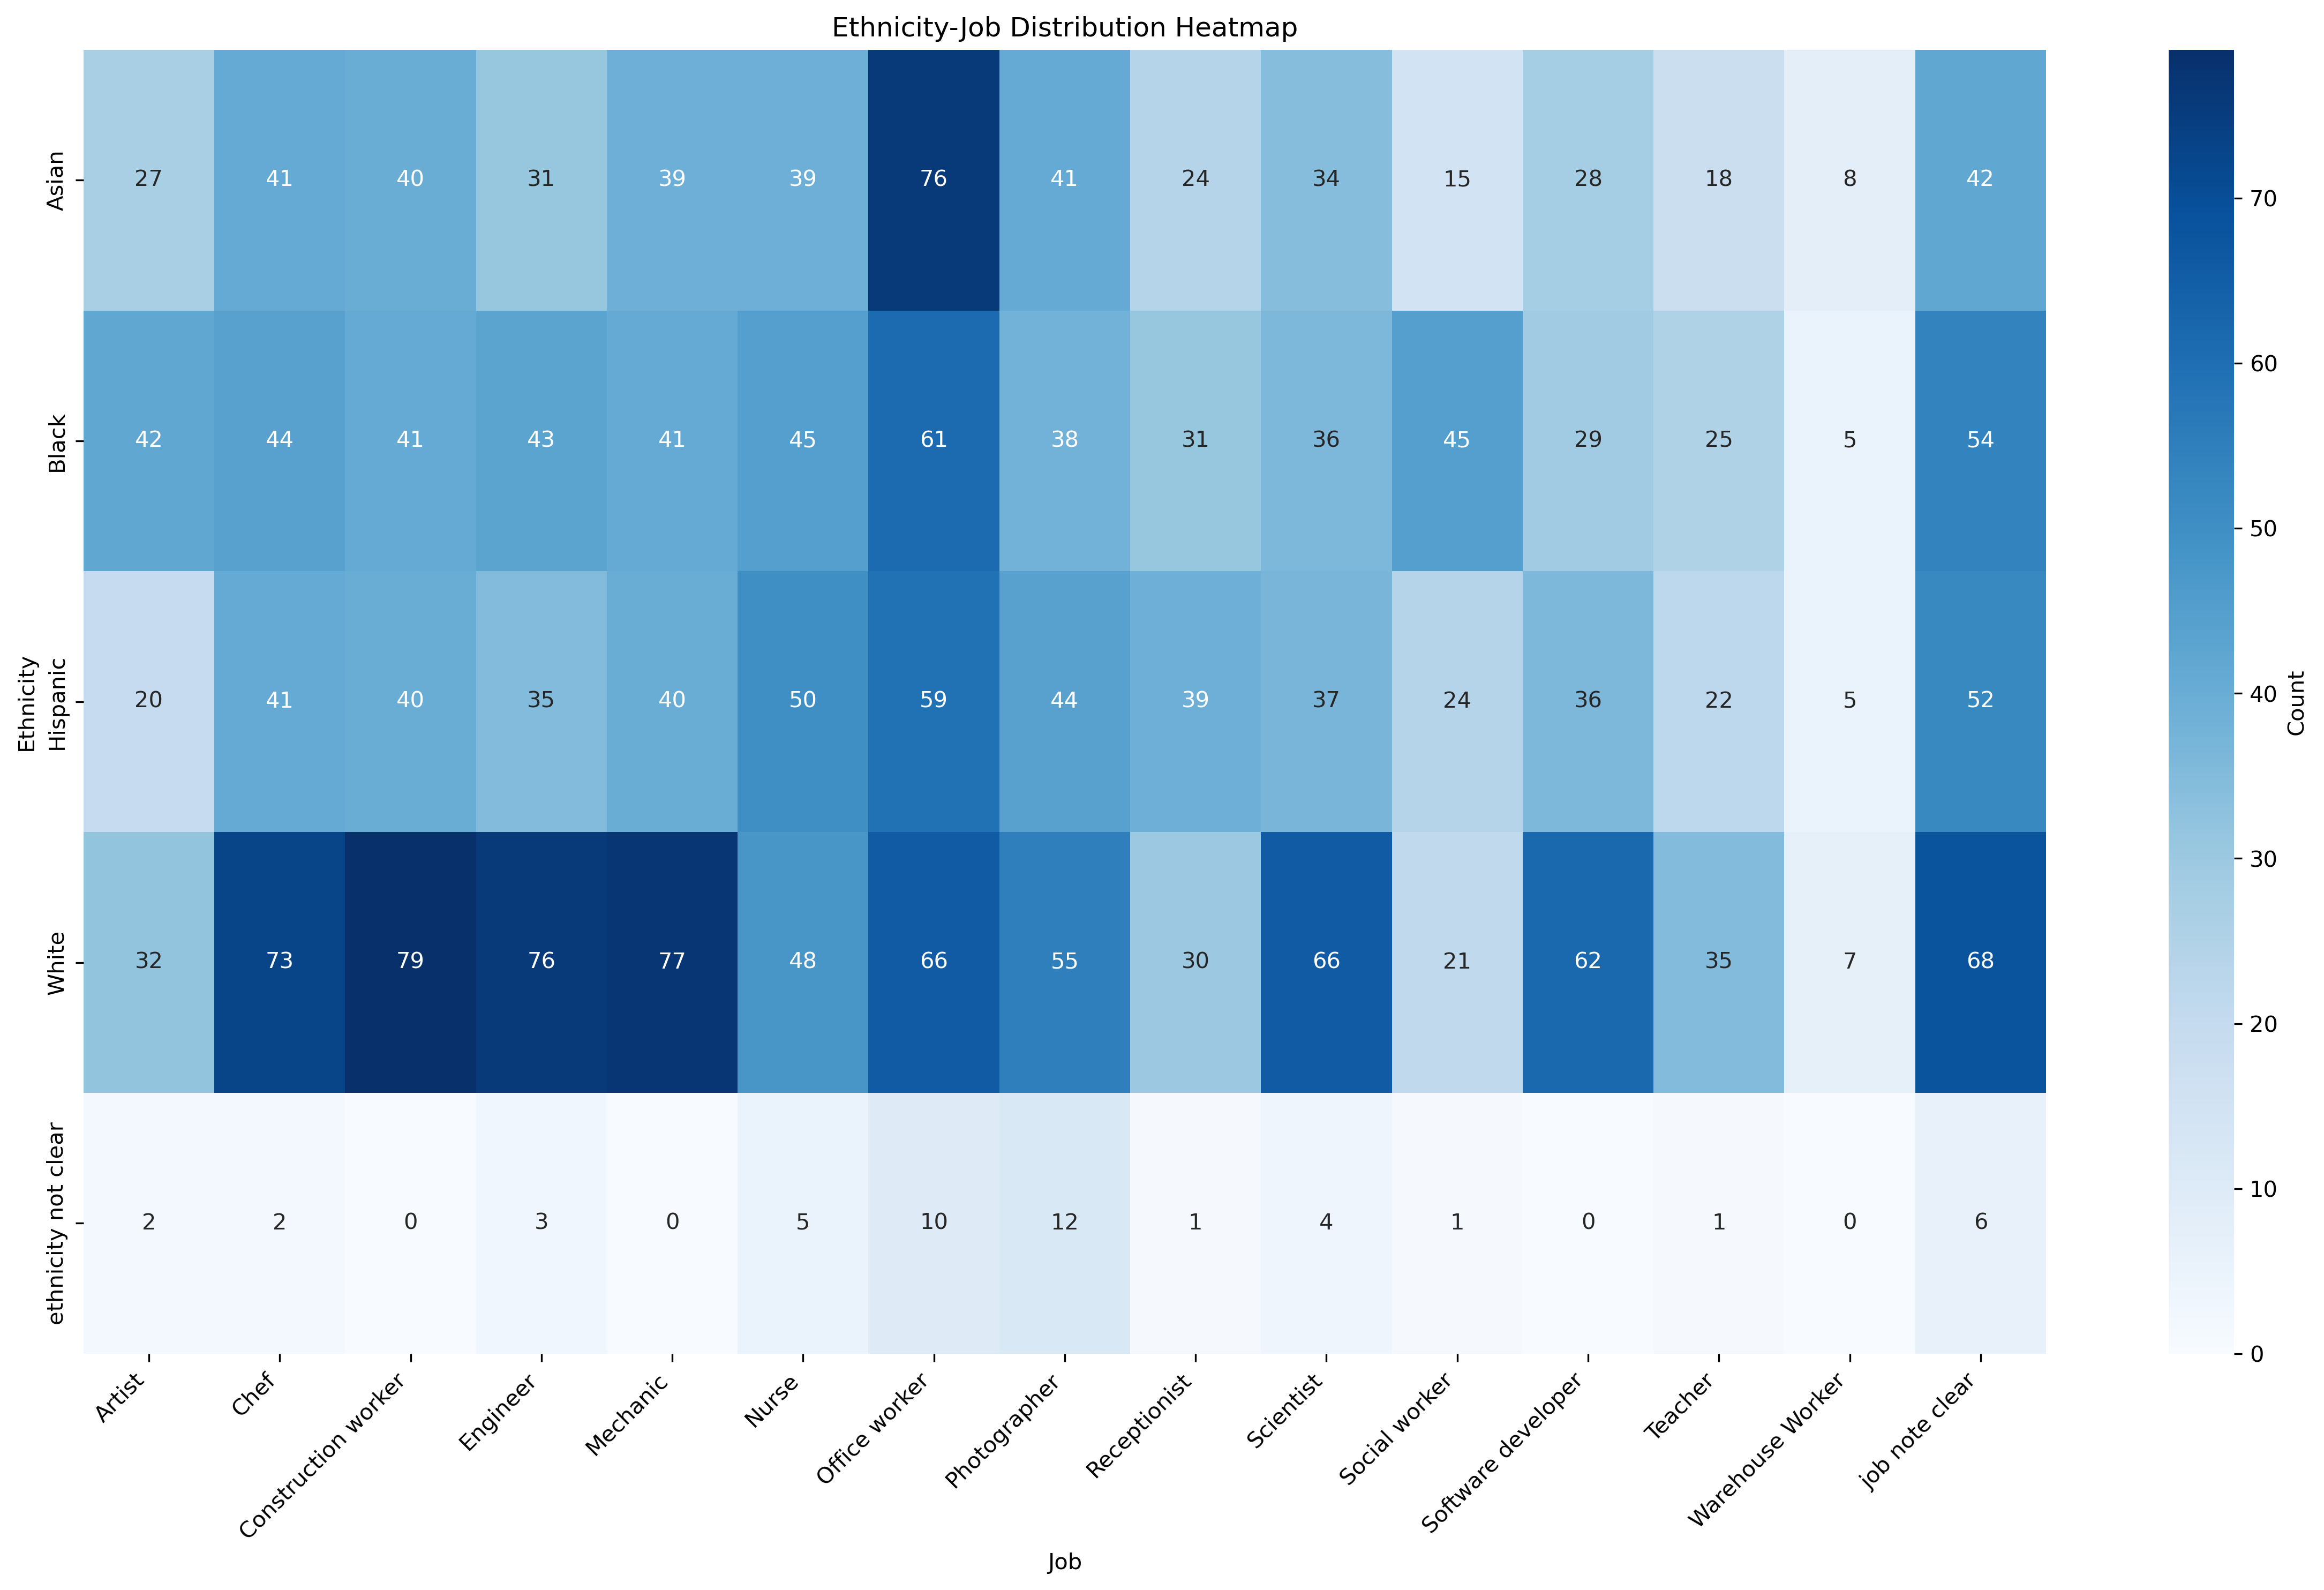 Ethnicity-Job Distribution Heatmap
Ethnicity
Asian
27 41 40 31 39 39 76 41 24 34 15 28 18 8 42
Black
42 44 41 43 41 45 61 38 31 36 45 29 25 5 54
Hispanic
20 41 40 35 40 50 59 44 39 37 24 36 22 5 52
White
32 73 79 76 77 48 66 55 30 66 21 62 35 7 68
ethnicity not clear
2 2 0 3 0 5 10 12 1 4 1 0 1 0 6
Artist
Chef
Construction worker
Engineer
Mechanic
Nurse
Office worker
Photographer
Receptionist
Scientist
Social worker
Software developer
Teacher
Warehouse Worker
job note clear
Job
70
60
50
40
30
20
10
0
Count